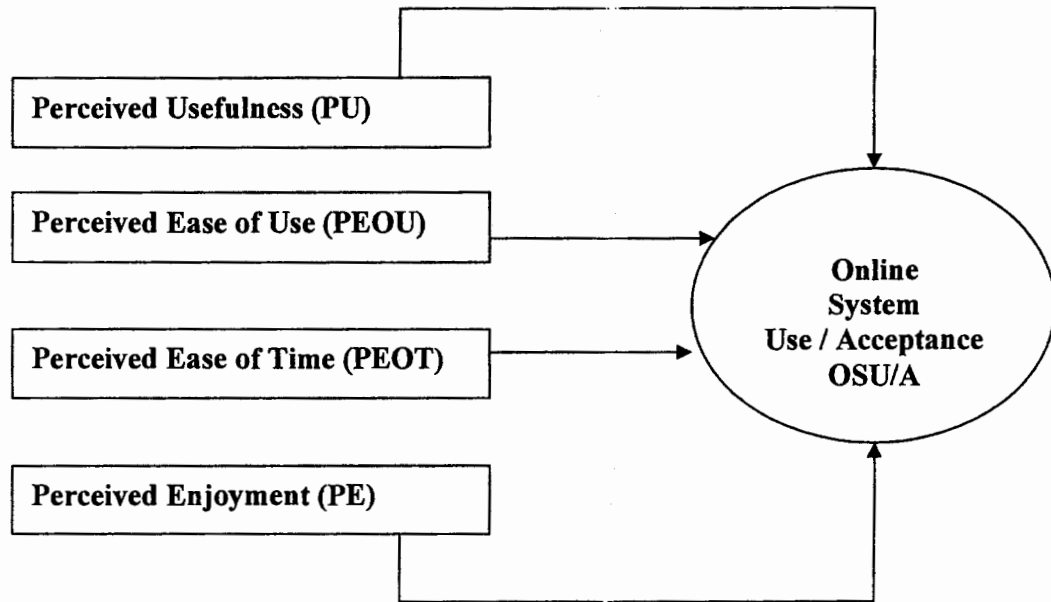 Perceived Usefulness (PU)
Perceived Ease of Use (PEOU)
Perceived Ease of Time (PEOT)
Perceived Enjoyment (PE)
Online
System
Use / Acceptance
OSU/A